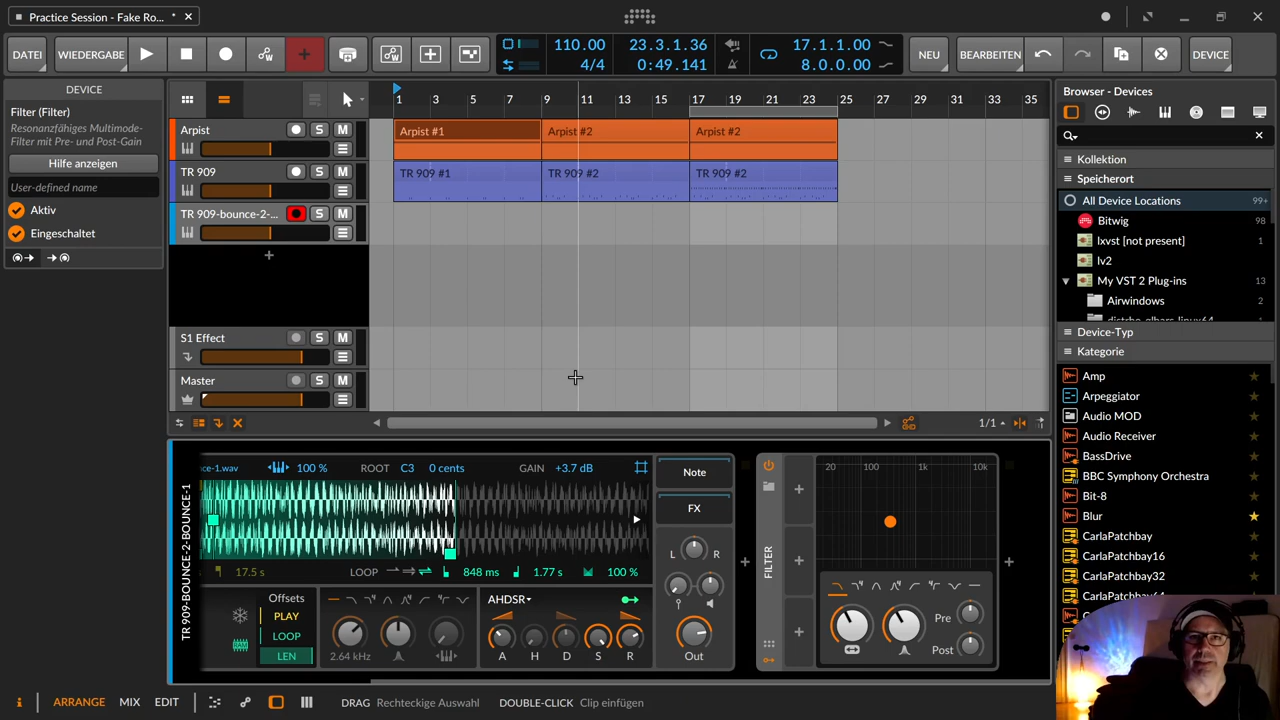 Practice Session - Fake Ro... *
DATEI
WIEDERGABE
110.00
4/4
23.3.1.36
0:49.141
17.1.1.00
8.0.0.00
NEU
BEARBEITEN
DEVICE
DEVICE
Filter (Filter)
Resonanzfähiges Multimode-
Filter mit Pre- und Post-Gain
Hilfe anzeigen
User-defined name
Aktiv
Eingeschaltet
1 3 5 7 9 11 13 15 17 19 21 23 25 27 29 31 33 35
Arpist S M
Arpist #1 Arpist #2 Arpist #2
TR 909 S M
TR 909 #1 TR 909 #2 TR 909 #2
TR 909-bounce-2-... S M
S1 Effect S M
Master S M
1/1
Browser - Devices
Kollektion
Speicherort
All Device Locations 99+
Bitwig 98
lxvst [not present] 1
lv2
My VST 2 Plug-ins 13
Airwindows 2
Device-Typ
Kategorie
Amp
Arpeggiator
Audio MOD
Audio Receiver
BassDrive
BBC Symphony Orchestra
Bit-8
Blur
CarlaPatchbay
CarlaPatchbay16
CarlaPatchbay32
TR 909-BOUNCE-2-BOUNCE-1
nce-1.wav 100 % ROOT C3 0 cents GAIN +3.7 dB
17.5 s LOOP 848 ms 1.77 s 100 %
Offsets
PLAY
LOOP
LEN
2.64 kHz
AHDSR
A H D S R
Note
FX
L R
Out
FILTER
20 100 1k 10k
Pre
Post
i ARRANGE MIX EDIT
DRAG Rechteckige Auswahl DOUBLE-CLICK Clip einfügen